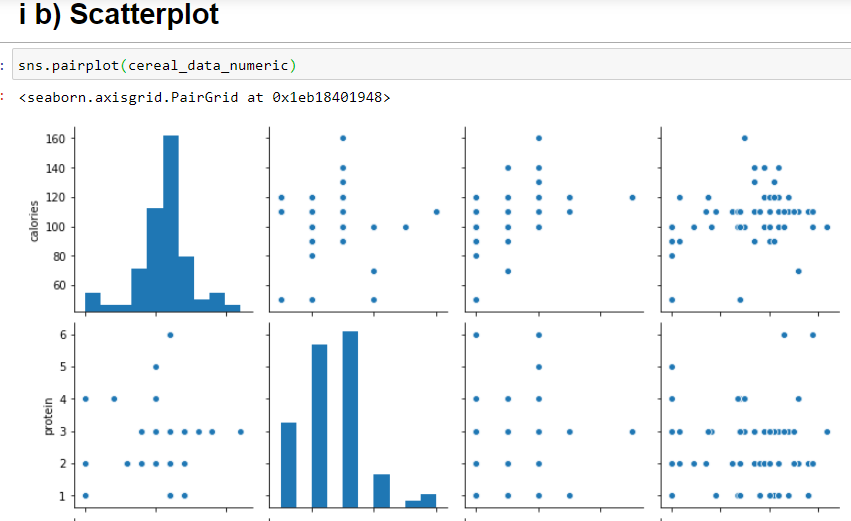 i b) Scatterplot
: sns.pairplot(cereal_data_numeric)
: <seaborn.axisgrid.PairGrid at 0x1eb18401948>
160
140
120
100
80
60
calories
6
5
4
3
2
1
protein